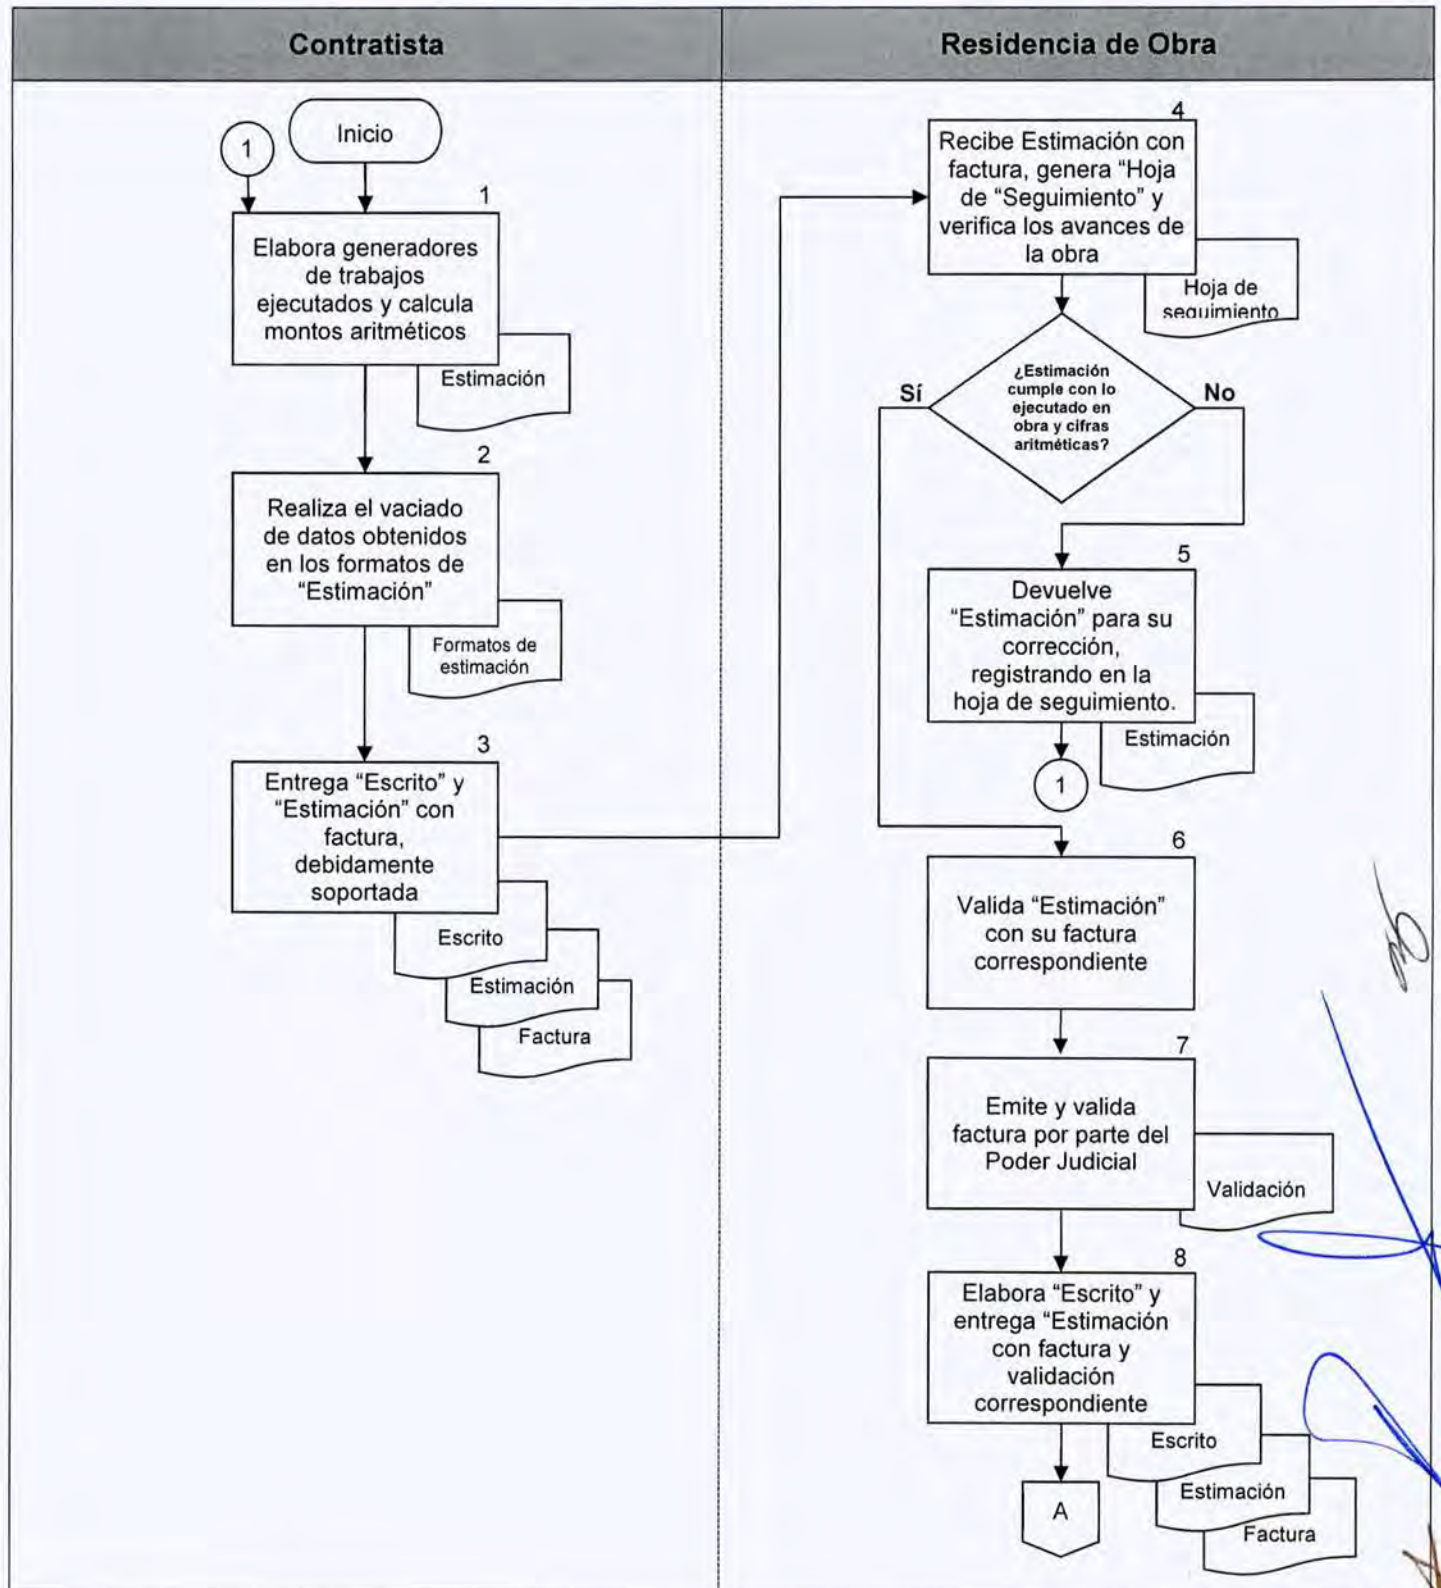 Contratista
Residencia de Obra
1
Inicio
1
Elabora generadores
de trabajos
ejecutados y calcula
montos aritméticos
Estimación
2
Realiza el vaciado
de datos obtenidos
en los formatos de
“Estimación”
Formatos de
estimación
3
Entrega “Escrito” y
“Estimación” con
factura,
debidamente
soportada
Escrito
Estimación
Factura
4
Recibe Estimación con
factura, genera “Hoja
de “Seguimiento” y
verifica los avances de
la obra
Hoja de
seguimiento
¿Estimación
cumple con lo
ejecutado en
obra y cifras
aritméticas?
Sí
No
5
Devuelve
“Estimación” para su
corrección,
registrando en la
hoja de seguimiento.
Estimación
1
6
Valida “Estimación”
con su factura
correspondiente
7
Emite y valida
factura por parte del
Poder Judicial
Validación
8
Elabora “Escrito” y
entrega “Estimación
con factura y
validación
correspondiente
Escrito
Estimación
Factura
A